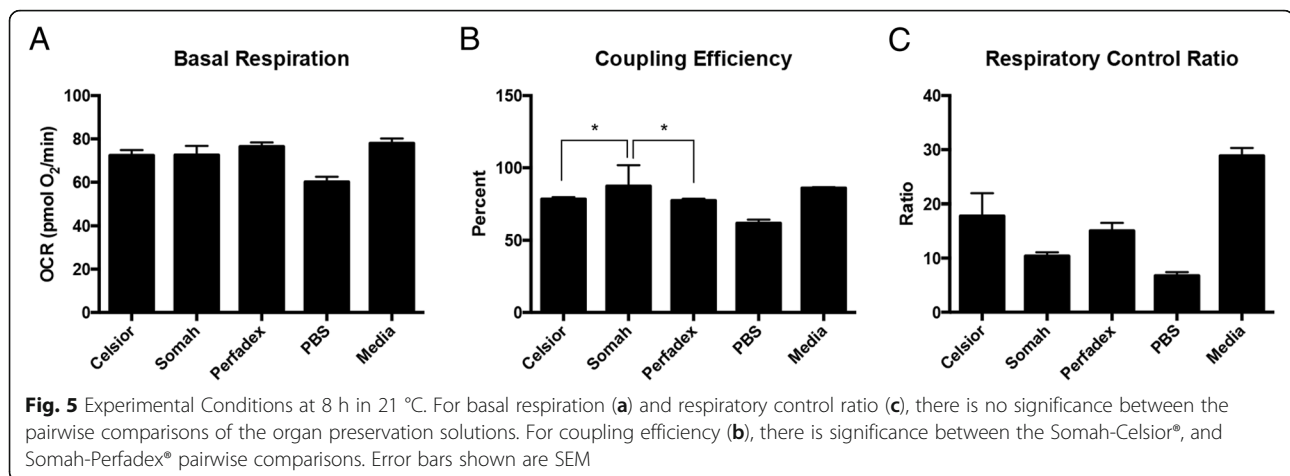 A
Basal Respiration
OCR (pmol O2/min)
100
80
60
40
20
0
Celsior
Somah
Perfadex
PBS
Media
B
Coupling Efficiency
Percent
150
100
50
0
*
*
Celsior
Somah
Perfadex
PBS
Media
C
Respiratory Control Ratio
Ratio
40
30
20
10
0
Celsior
Somah
Perfadex
PBS
Media
Fig. 5 Experimental Conditions at 8 h in 21 °C. For basal respiration (a) and respiratory control ratio (c), there is no significance between the
pairwise comparisons of the organ preservation solutions. For coupling efficiency (b), there is significance between the Somah-Celsior®, and
Somah-Perfadex® pairwise comparisons. Error bars shown are SEM